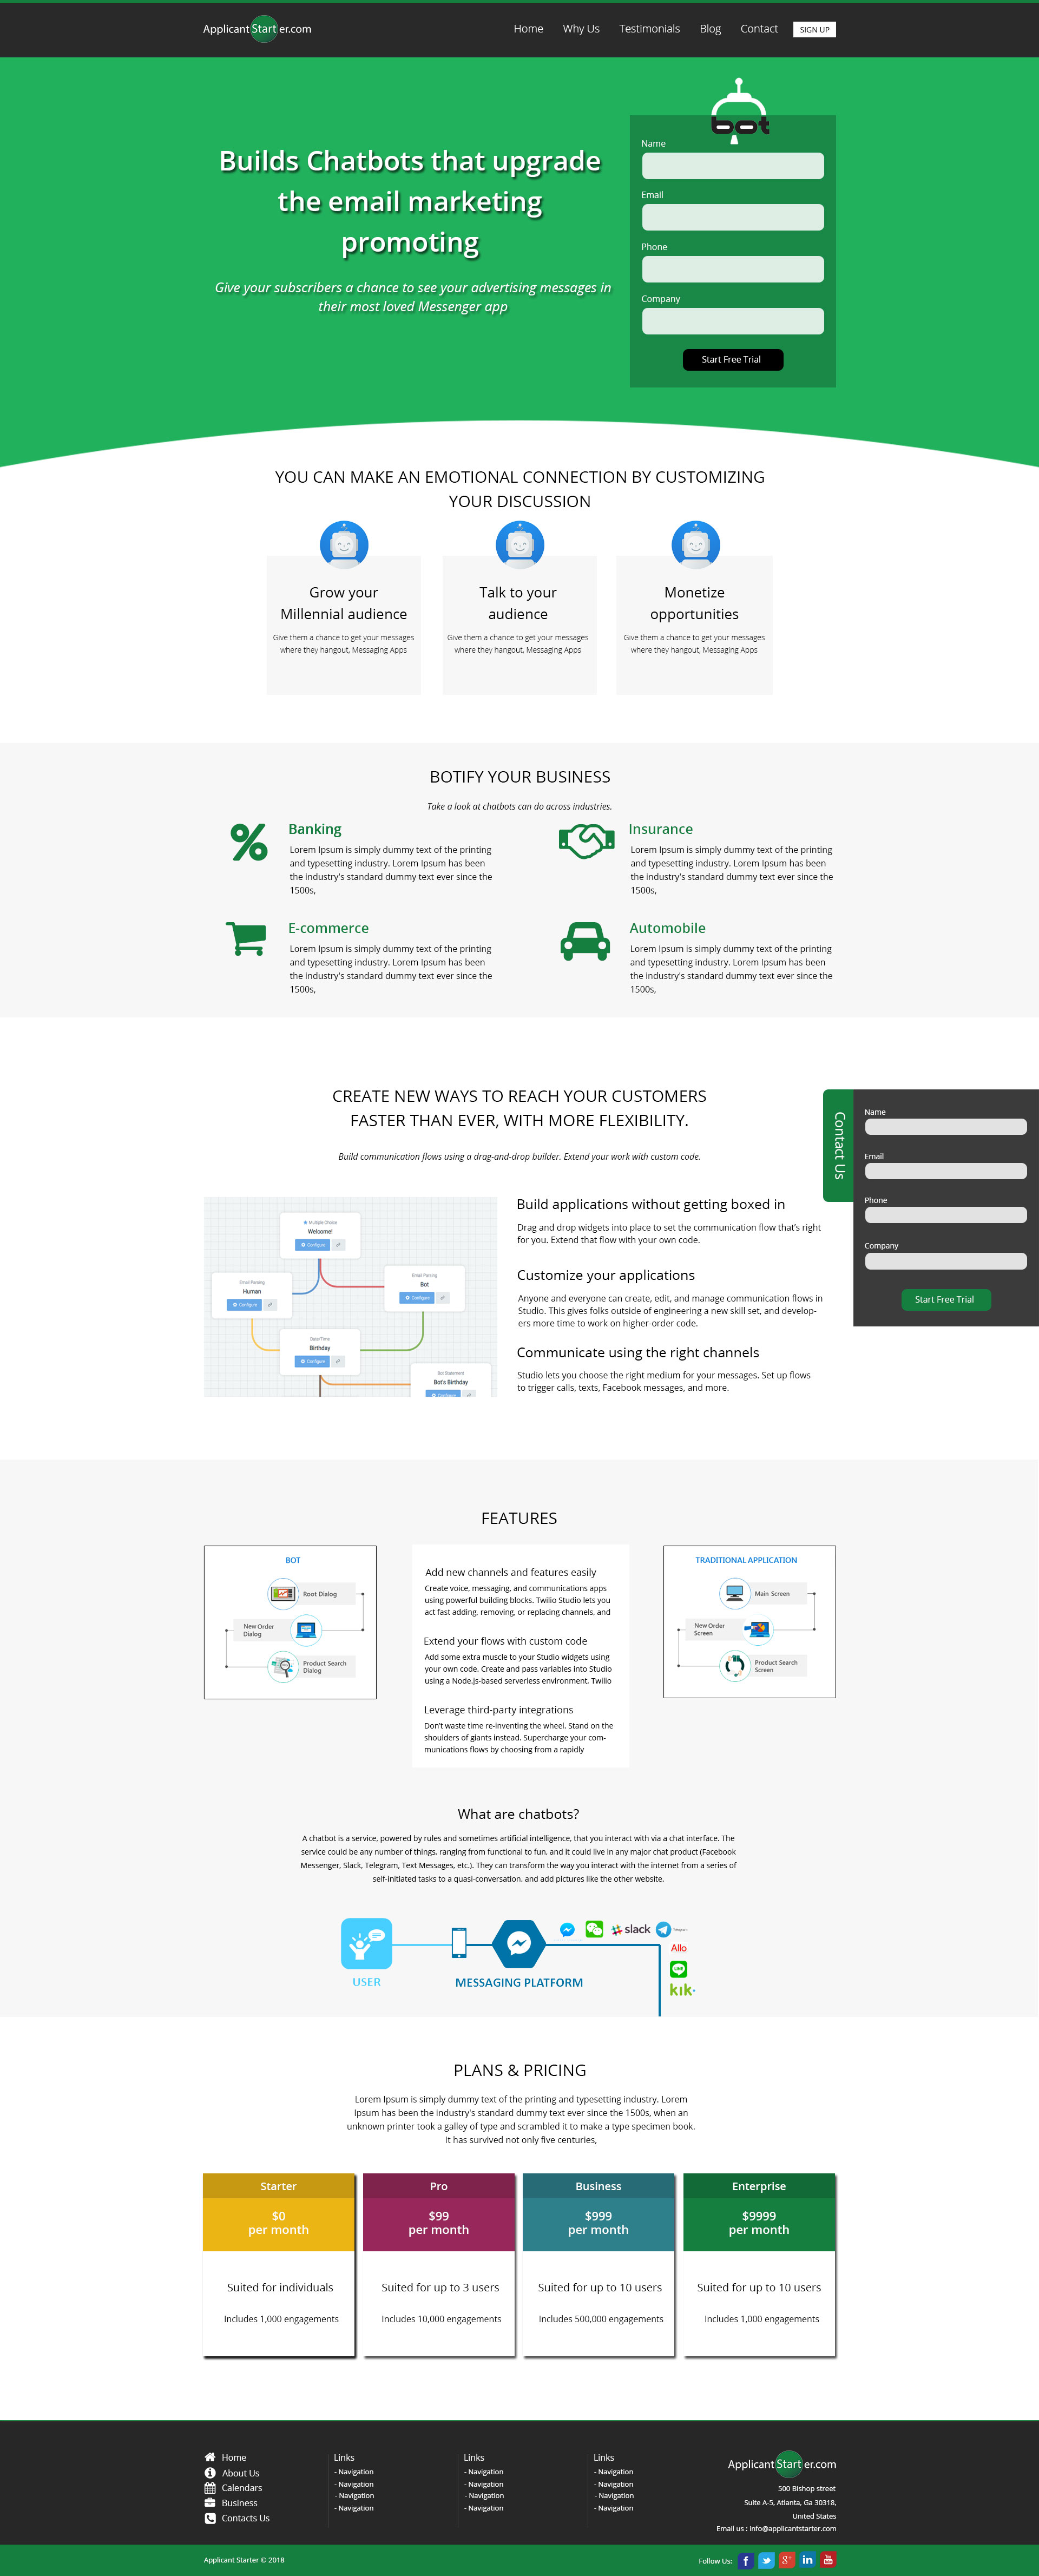 ApplicantStarter.com
Home
Why Us
Testimonials
Blog
Contact
SIGN UP
bot
Builds Chatbots that upgrade
the email marketing
promoting
Give your subscribers a chance to see your advertising messages in
their most loved Messenger app
Name
Email
Phone
Company
Start Free Trial
YOU CAN MAKE AN EMOTIONAL CONNECTION BY CUSTOMIZING
YOUR DISCUSSION
Grow your
Millennial audience
Give them a chance to get your messages
where they hangout, Messaging Apps
Talk to your
audience
Give them a chance to get your messages
where they hangout, Messaging Apps
Monetize
opportunities
Give them a chance to get your messages
where they hangout, Messaging Apps
BOTIFY YOUR BUSINESS
Take a look at chatbots can do across industries.
Banking
Lorem Ipsum is simply dummy text of the printing
and typesetting industry. Lorem Ipsum has been
the industry's standard dummy text ever since the
1500s,
Insurance
Lorem Ipsum is simply dummy text of the printing
and typesetting industry. Lorem Ipsum has been
the industry's standard dummy text ever since the
1500s,
E-commerce
Lorem Ipsum is simply dummy text of the printing
and typesetting industry. Lorem Ipsum has been
the industry's standard dummy text ever since the
1500s,
Automobile
Lorem Ipsum is simply dummy text of the printing
and typesetting industry. Lorem Ipsum has been
the industry's standard dummy text ever since the
1500s,
CREATE NEW WAYS TO REACH YOUR CUSTOMERS
FASTER THAN EVER, WITH MORE FLEXIBILITY.
Build communication flows using a drag-and-drop builder. Extend your work with custom code.
Contact Us
Name
Email
Phone
Company
Start Free Trial
Multiple Choice
Welcome!
Configure
Email Parsing
Human
Configure
Email Parsing
Bot
Configure
Date/Time
Birthday
Configure
Bot Statement
Bot's Birthday
Configure
Build applications without getting boxed in
Drag and drop widgets into place to set the communication flow that's right
for you. Extend that flow with your own code.
Customize your applications
Anyone and everyone can create, edit, and manage communication flows in
Studio. This gives folks outside of engineering a new skill set, and develop-
ers more time to work on higher-order code.
Communicate using the right channels
Studio lets you choose the right medium for your messages. Set up flows
to trigger calls, texts, Facebook messages, and more.
FEATURES
BOT
Root Dialog
New Order
Dialog
Product Search
Dialog
Add new channels and features easily
Create voice, messaging, and communications apps
using powerful building blocks. Twilio Studio lets you
act fast adding, removing, or replacing channels, and
Extend your flows with custom code
Add some extra muscle to your Studio widgets using
your own code. Create and pass variables into Studio
using a Node.js-based serverless environment, Twilio
Leverage third-party integrations
Don't waste time re-inventing the wheel. Stand on the
shoulders of giants instead. Supercharge your com-
munications flows by choosing from a rapidly
TRADITIONAL APPLICATION
Main Screen
New Order
Screen
Product Search
Screen
What are chatbots?
A chatbot is a service, powered by rules and sometimes artificial intelligence, that you interact with via a chat interface. The
service could be any number of things, ranging from functional to fun, and it could live in any major chat product (Facebook
Messenger, Slack, Telegram, Text Messages, etc.). They can transform the way you interact with the internet from a series of
self-initiated tasks to a quasi-conversation, and add pictures like the other website.
USER
MESSAGING PLATFORM
slack
Allo
LINE
kik
PLANS & PRICING
Lorem Ipsum is simply dummy text of the printing and typesetting industry. Lorem
Ipsum has been the industry's standard dummy text ever since the 1500s, when an
unknown printer took a galley of type and scrambled it to make a type specimen book.
It has survived not only five centuries,
Starter
$0
per month
Suited for individuals
Includes 1,000 engagements
Pro
$99
per month
Suited for up to 3 users
Includes 10,000 engagements
Business
$999
per month
Suited for up to 10 users
Includes 500,000 engagements
Enterprise
$9999
per month
Suited for up to 10 users
Includes 1,000 engagements
Home
About Us
Calendars
Business
Contacts Us
Links
- Navigation
- Navigation
- Navigation
- Navigation
Links
- Navigation
- Navigation
- Navigation
- Navigation
Links
- Navigation
- Navigation
- Navigation
- Navigation
ApplicantStarter.com
500 Bishop street
Suite A-5, Atlanta, Ga 30318,
United States
Email us : info@applicantstarter.com
Applicant Starter © 2018
Follow Us: